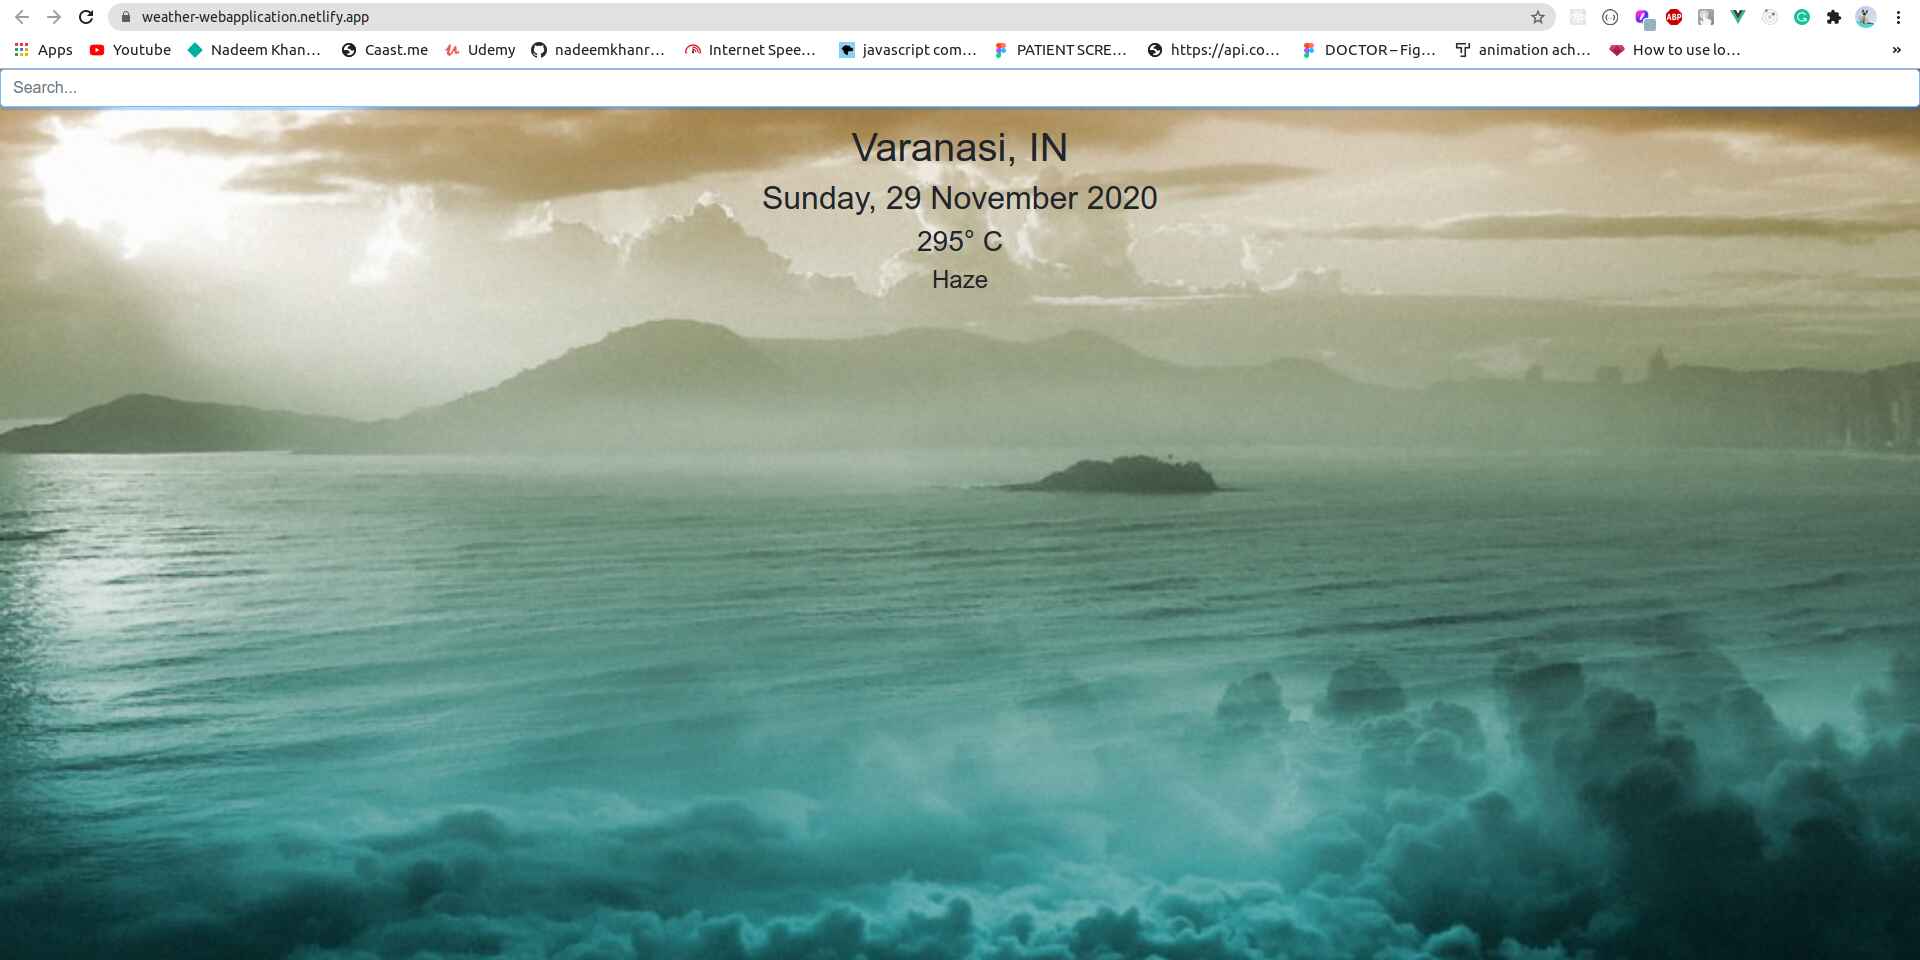 weather-webapplication.netlify.app
ABP
Apps Youtube Nadeem Khan... Caast.me Udemy nadeemkhanr... Internet Spee... javascript com... PATIENT SCRE... https://api.co... DOCTOR – Fig... animation ach... How to use lo... »
Search...
Varanasi, IN
Sunday, 29 November 2020
295° C
Haze